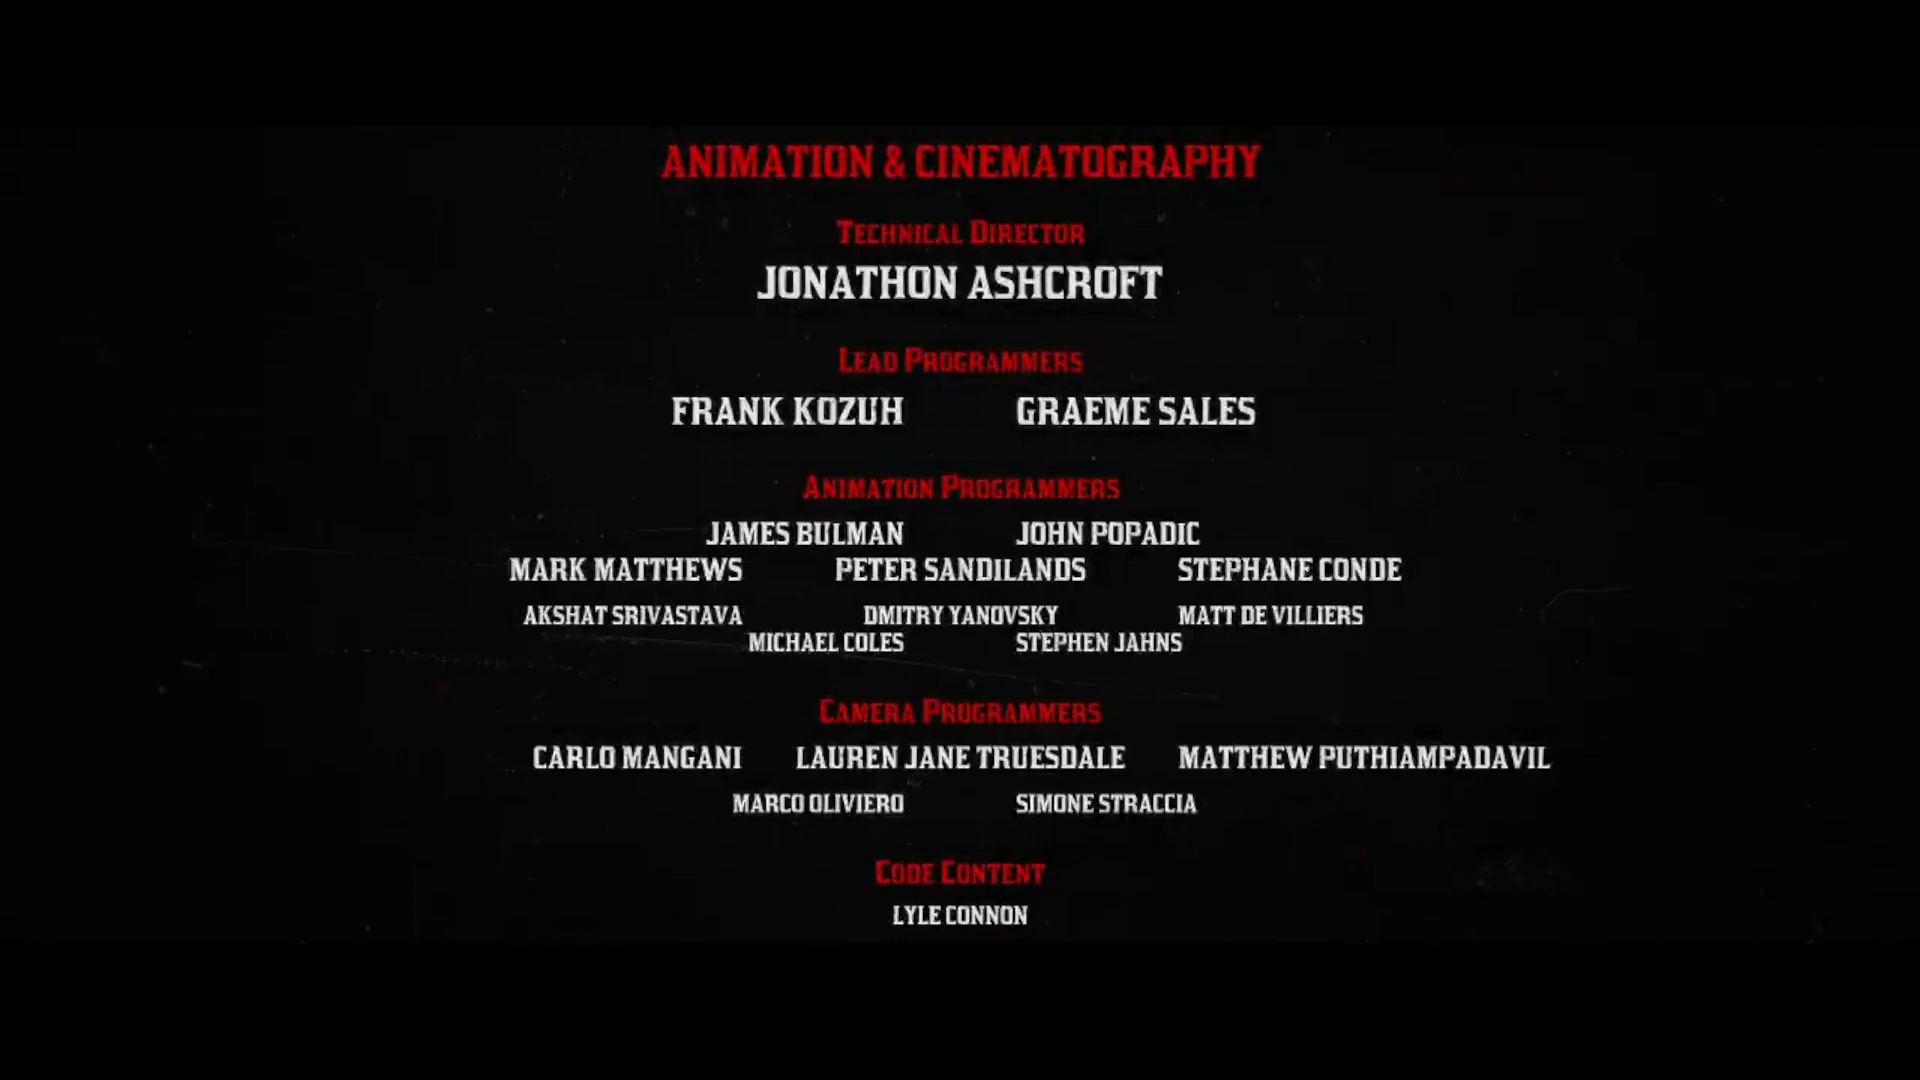 ANIMATION & CINEMATOGRAPHY
TECHNICAL DIRECTOR
JONATHON ASHCROFT
LEAD PROGRAMMERS
FRANK KOZUH GRAEME SALES
ANIMATION PROGRAMMERS
JAMES BULMAN JOHN POPADIC
MARK MATTHEWS PETER SANDILANDS STEPHANE CONDE
AKSHAT SRIVASTAVA DMITRY YANOVSKY MATT DE VILLIERS
MICHAEL COLES STEPHEN JAHNS
CAMERA PROGRAMMERS
CARLO MANGANI LAUREN JANE TRUESDALE MATTHEW PUTHIAMPADAVIL
MARCO OLIVIERO SIMONE STRACCIA
CODE CONTENT
LYLE CONNON